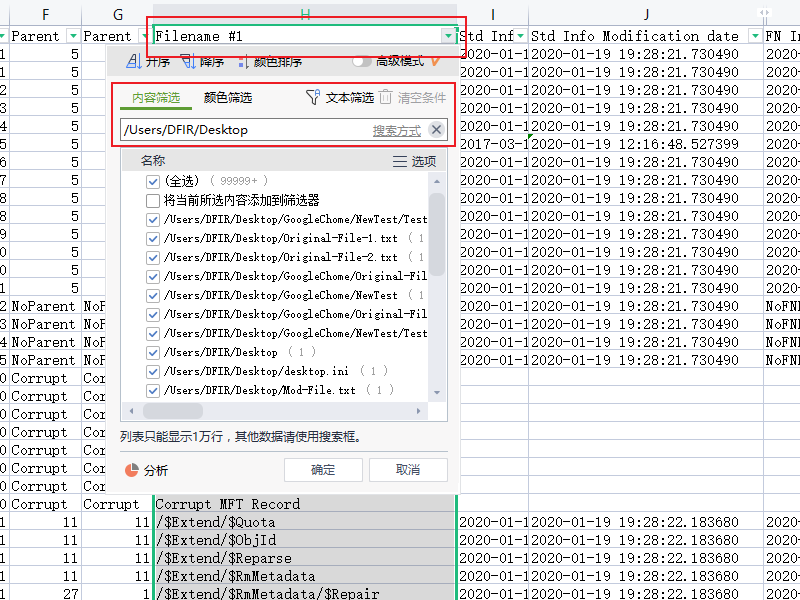 F G H I J
Parent Parent Filename #1 Std Inf Std Info Modification date FN In
升序 降序 颜色排序 高级模式
内容筛选 颜色筛选 文本筛选 清空条件
/Users/DFIR/Desktop 搜索方式
名称 选项
(全选) ( 99999+ )
将当前所选内容添加到筛选器
/Users/DFIR/Desktop/GoogleChome/NewTest/Test
/Users/DFIR/Desktop/Original-File-1.txt ( 1
/Users/DFIR/Desktop/Original-File-2.txt ( 1
/Users/DFIR/Desktop/GoogleChome/Original-Fil
/Users/DFIR/Desktop/GoogleChome/NewTest ( 1
/Users/DFIR/Desktop/GoogleChome/Original-Fil
/Users/DFIR/Desktop/GoogleChome/NewTest/Test
/Users/DFIR/Desktop ( 1 )
/Users/DFIR/Desktop/desktop.ini ( 1 )
/Users/DFIR/Desktop/Mod-File.txt ( 1 )
列表只能显示1万行，其他数据请使用搜索框。
分析 确定 取消
1 5 2020-01-1 2020-01-19 19:28:21.730490 2020-
1 5 2020-01-1 2020-01-19 19:28:21.730490 2020-
2 5 2020-01-1 2020-01-19 19:28:21.730490 2020-
3 5 2020-01-1 2020-01-19 19:28:21.730490 2020-
4 5 2020-01-1 2020-01-19 19:28:21.730490 2020-
5 5 2017-03-1 2020-01-19 12:16:48.527399 2020-
6 5 2020-01-1 2020-01-19 19:28:21.730490 2020-
7 5 2020-01-1 2020-01-19 19:28:21.730490 2020-
8 5 2020-01-1 2020-01-19 19:28:21.730490 2020-
8 5 2020-01-1 2020-01-19 19:28:21.730490 2020-
9 5 2020-01-1 2020-01-19 19:28:21.730490 2020-
0 5 2020-01-1 2020-01-19 19:28:21.730490 2020-
0 5 2020-01-1 2020-01-19 19:28:21.730490 2020-
1 5 2020-01-1 2020-01-19 19:28:21.730490 2020-
2 NoParent NoP 2020-01-1 2020-01-19 19:28:21.730490 NoFN
3 NoParent NoP 2020-01-1 2020-01-19 19:28:21.730490 NoFN
4 NoParent NoP 2020-01-1 2020-01-19 19:28:21.730490 NoFN
5 NoParent NoP 2020-01-1 2020-01-19 19:28:21.730490 NoFN
0 Corrupt Cor
0 Corrupt Cor
0 Corrupt Cor
0 Corrupt Cor
0 Corrupt Cor
0 Corrupt Cor
0 Corrupt Cor
0 Corrupt Corrupt Corrupt MFT Record
1 11 11 /$Extend/$Quota 2020-01-1 2020-01-19 19:28:22.183680 2020-
1 11 11 /$Extend/$ObjId 2020-01-1 2020-01-19 19:28:22.183680 2020-
1 11 11 /$Extend/$Reparse 2020-01-1 2020-01-19 19:28:22.183680 2020-
1 11 11 /$Extend/$RmMetadata 2020-01-1 2020-01-19 19:28:22.183680 2020-
1 27 1 /$Extend/$RmMetadata/$Repair 2020-01-1 2020-01-19 19:28:22.183680 2020-